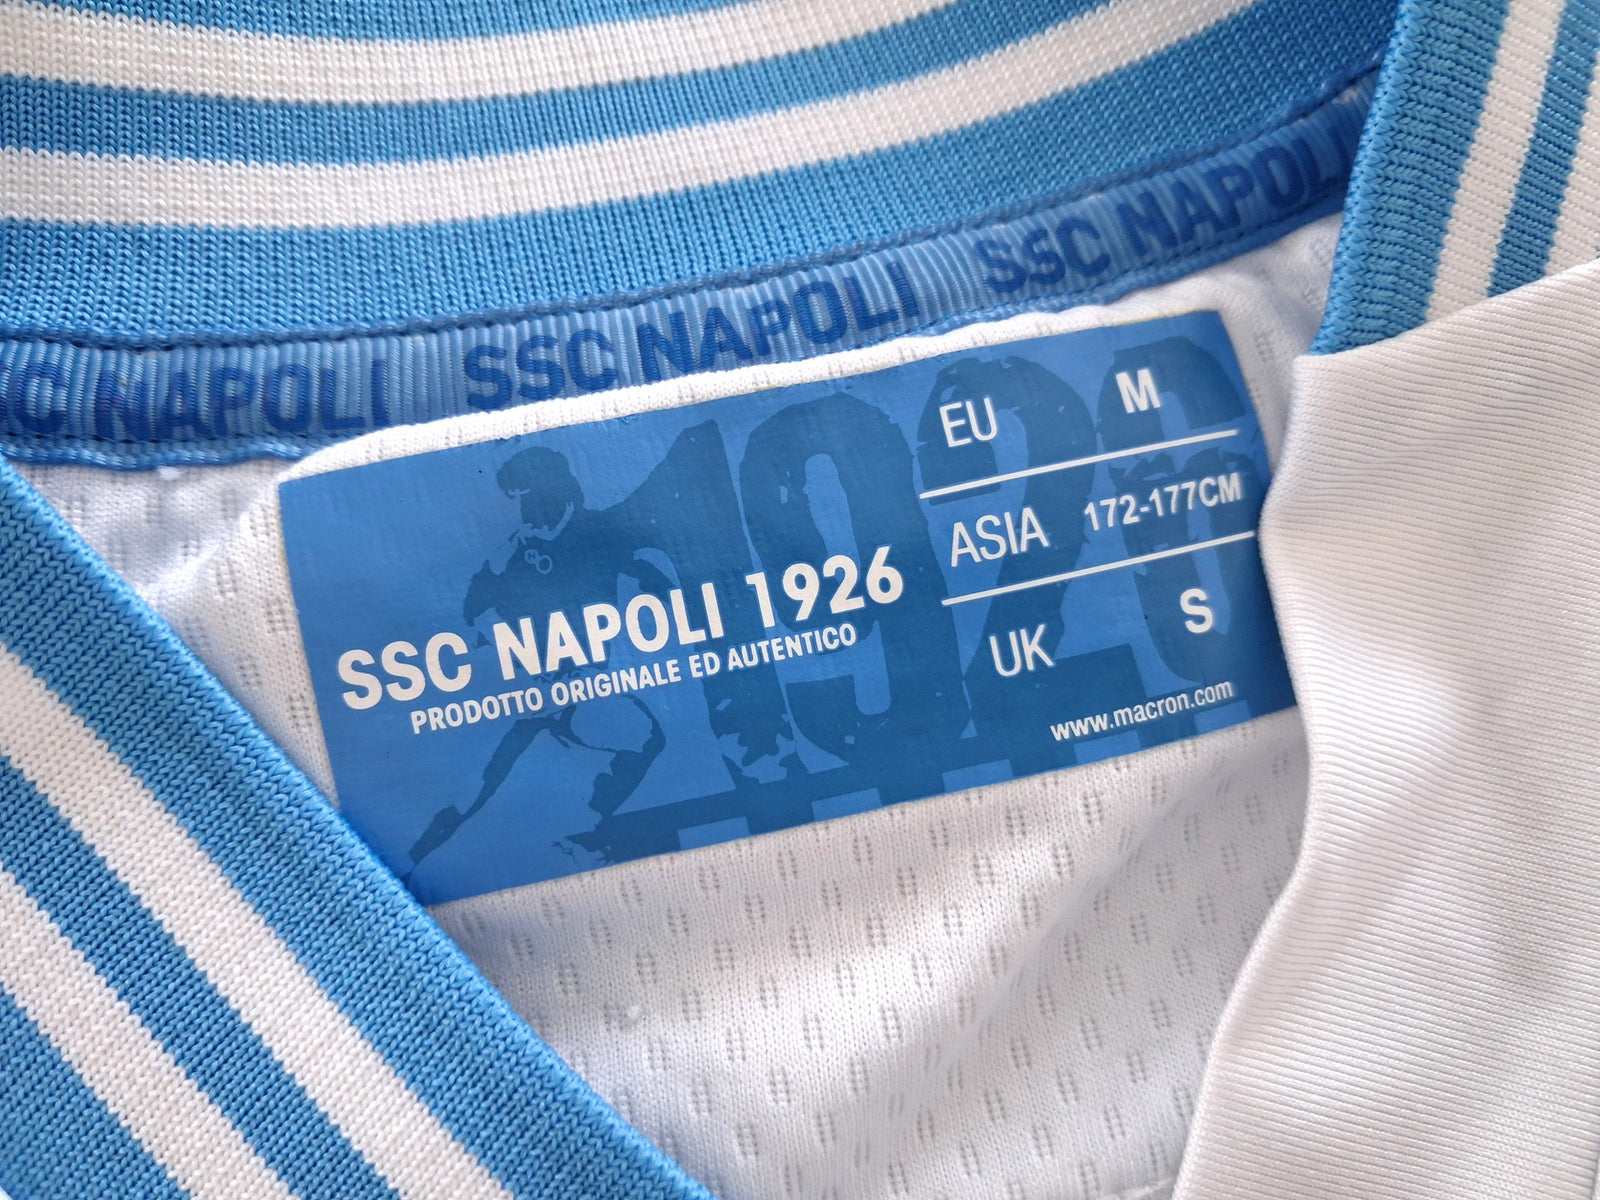 C NAPOLI SSC NAPOLI SSC NAPOLI
1926
SSC NAPOLI 1926
PRODOTTO ORIGINALE ED AUTENTICO
EU M
ASIA 172-177CM
UK S
www.macron.com